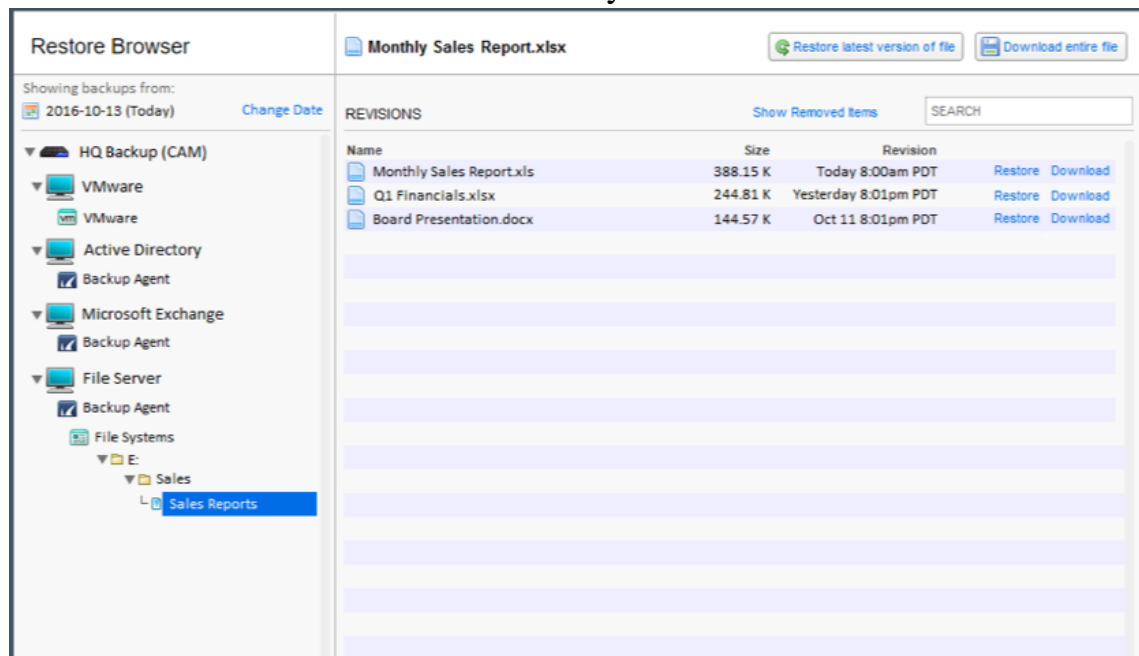 Restore Browser
Monthly Sales Report.xlsx
Restore latest version of file
Download entire file
Showing backups from:
2016-10-13 (Today)
Change Date
HQ Backup (CAM)
VMware
vm VMware
Active Directory
Backup Agent
Microsoft Exchange
Backup Agent
File Server
Backup Agent
File Systems
E:
Sales
Sales Reports
REVISIONS
Show Removed Items
SEARCH
Name Size Revision
Monthly Sales Report.xls 388.15 K Today 8:00am PDT Restore Download
Q1 Financials.xlsx 244.81 K Yesterday 8:01pm PDT Restore Download
Board Presentation.docx 144.57 K Oct 11 8:01pm PDT Restore Download